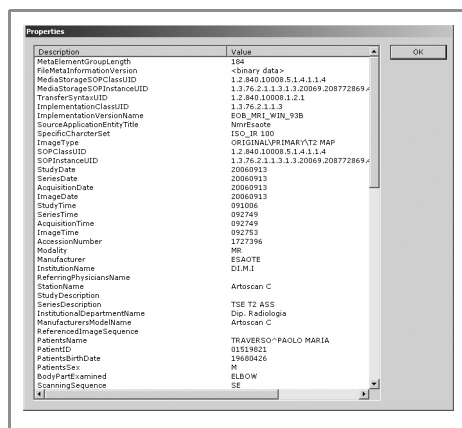 Properties
Description Value
OK
MetaElementGroupLength 184
FileMetaInformationVersion <binary data>
MediaStorageSOPClassUID 1.2.840.10008.5.1.4.1.1.4
MediaStorageSOPInstanceUID 1.3.76.2.1.1.3.1.3.20069.208772869.4
TransferSyntaxUID 1.2.840.10008.1.2.1
ImplementationClassUID 1.3.76.2.1.1.3
ImplementationVersionName EOB_MRI_WIN_93B
SourceApplicationEntityTitle NmrEsaote
SpecificCharcterSet ISO_IR 100
ImageType ORIGINAL\PRIMARY\T2 MAP
SOPClassUID 1.2.840.10008.5.1.4.1.1.4
SOPInstanceUID 1.3.76.2.1.1.3.1.3.20069.208772869.4
StudyDate 20060913
SeriesDate 20060913
AcquisitionDate 20060913
ImageDate 20060913
StudyTime 091006
SeriesTime 092749
AcquisitionTime 092749
ImageTime 092753
AccessionNumber 1727396
Modality MR
Manufacturer ESAOTE
InstitutionName DI.M.I
ReferringPhysiciansName
StationName Artoscan C
StudyDescription
SeriesDescription TSE T2 ASS
InstitutionalDepartmentName Dip. Radiologia
ManufacturersModelName Artoscan C
ReferencedImageSequence
PatientsName TRAVERSO^PAOLO MARIA
PatientID 01519821
PatientsBirthDate 19680426
PatientsSex M
BodyPartExamined ELBOW
ScanningSequence SE